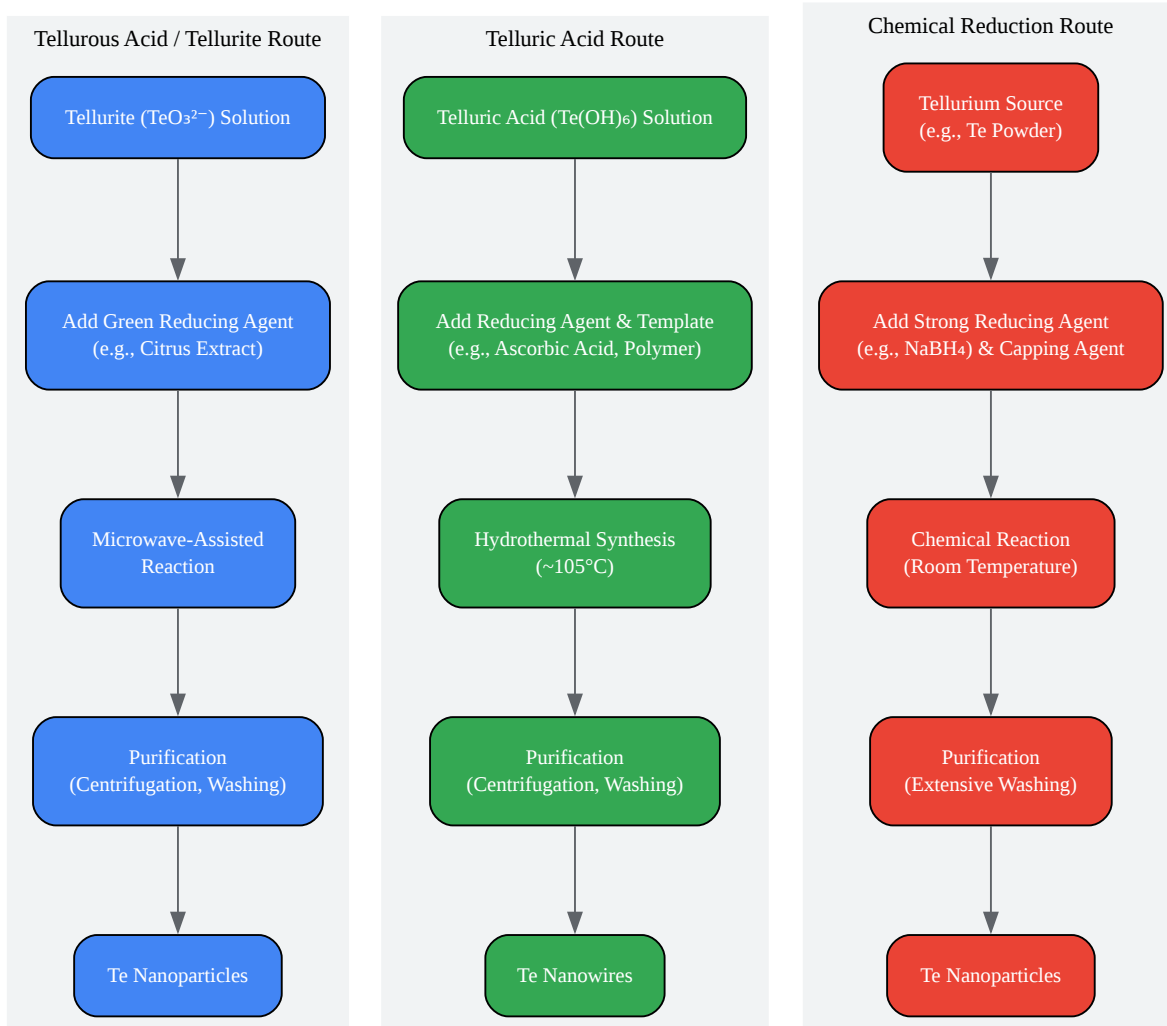 Tellurous Acid / Tellurite Route
Tellurite (TeO₃²⁻) Solution
Add Green Reducing Agent
(e.g., Citrus Extract)
Microwave-Assisted
Reaction
Purification
(Centrifugation, Washing)
Te Nanoparticles
Telluric Acid Route
Telluric Acid (Te(OH)₆) Solution
Add Reducing Agent & Template
(e.g., Ascorbic Acid, Polymer)
Hydrothermal Synthesis
(~105°C)
Purification
(Centrifugation, Washing)
Te Nanowires
Chemical Reduction Route
Tellurium Source
(e.g., Te Powder)
Add Strong Reducing Agent
(e.g., NaBH₄) & Capping Agent
Chemical Reaction
(Room Temperature)
Purification
(Extensive Washing)
Te Nanoparticles